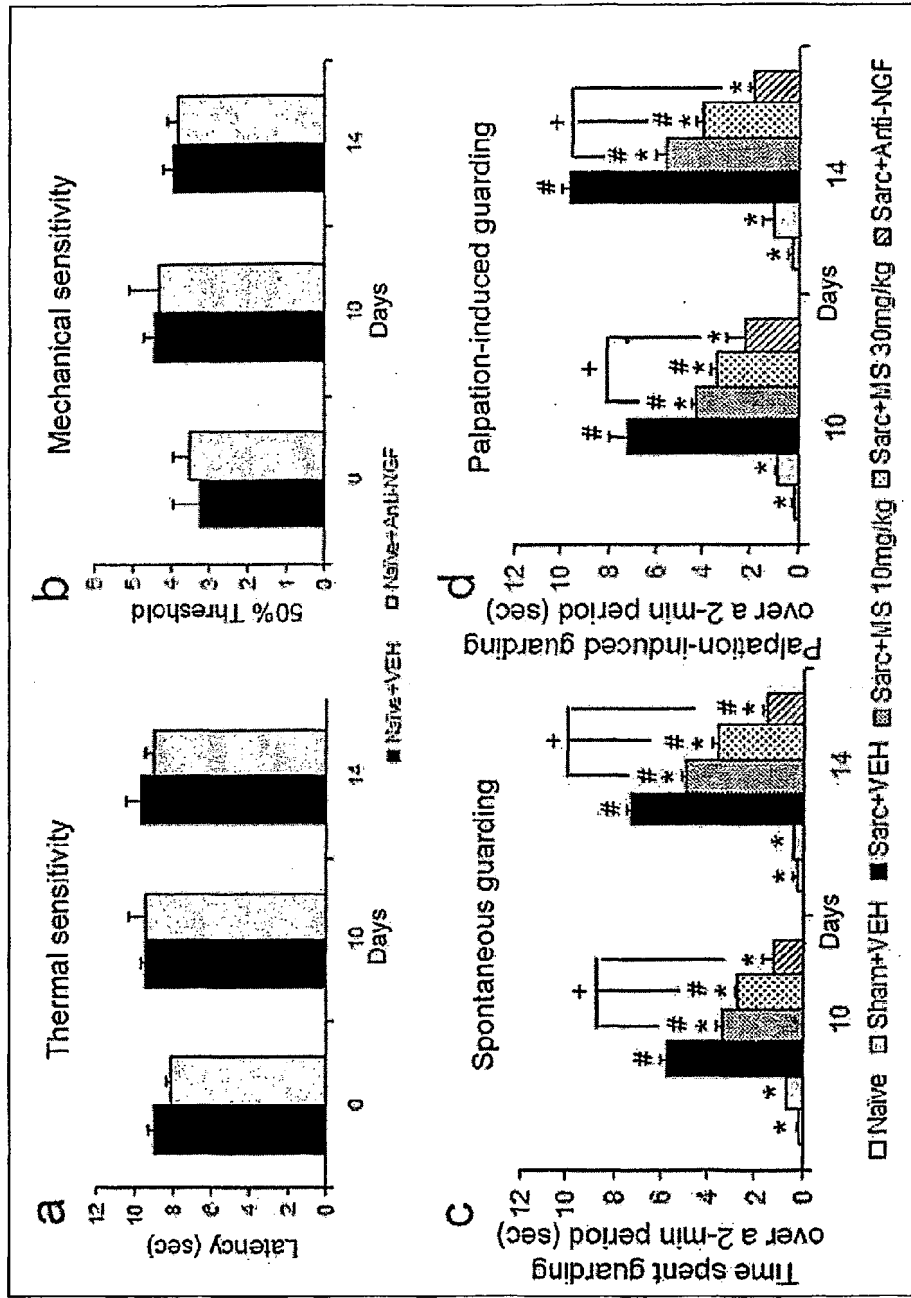 a
Thermal sensitivity
Latency (sec)
12
10
8
6
4
2
0
0
10
14
Days
b
Mechanical sensitivity
50% Threshold
6
5
4
3
2
1
0
0
10
14
Days
■ Naïve+VEH □ Naïve+Anti-NGF
c
Spontaneous guarding
Time spent guarding
over a 2-min period (sec)
12
10
8
6
4
2
0
* * # # * # * * +
* * # # * # * # * +
10
14
Days
d
Palpation-induced guarding
Palpation-induced guarding
over a 2-min period (sec)
12
10
8
6
4
2
0
* * # # * # * * +
* * # # * # * * +
10
14
Days
□ Naïve □ Sham+VEH ■ Sarc+VEH □ Sarc+MS 10mg/kg □ Sarc+MS 30mg/kg □ Sarc+Anti-NGF